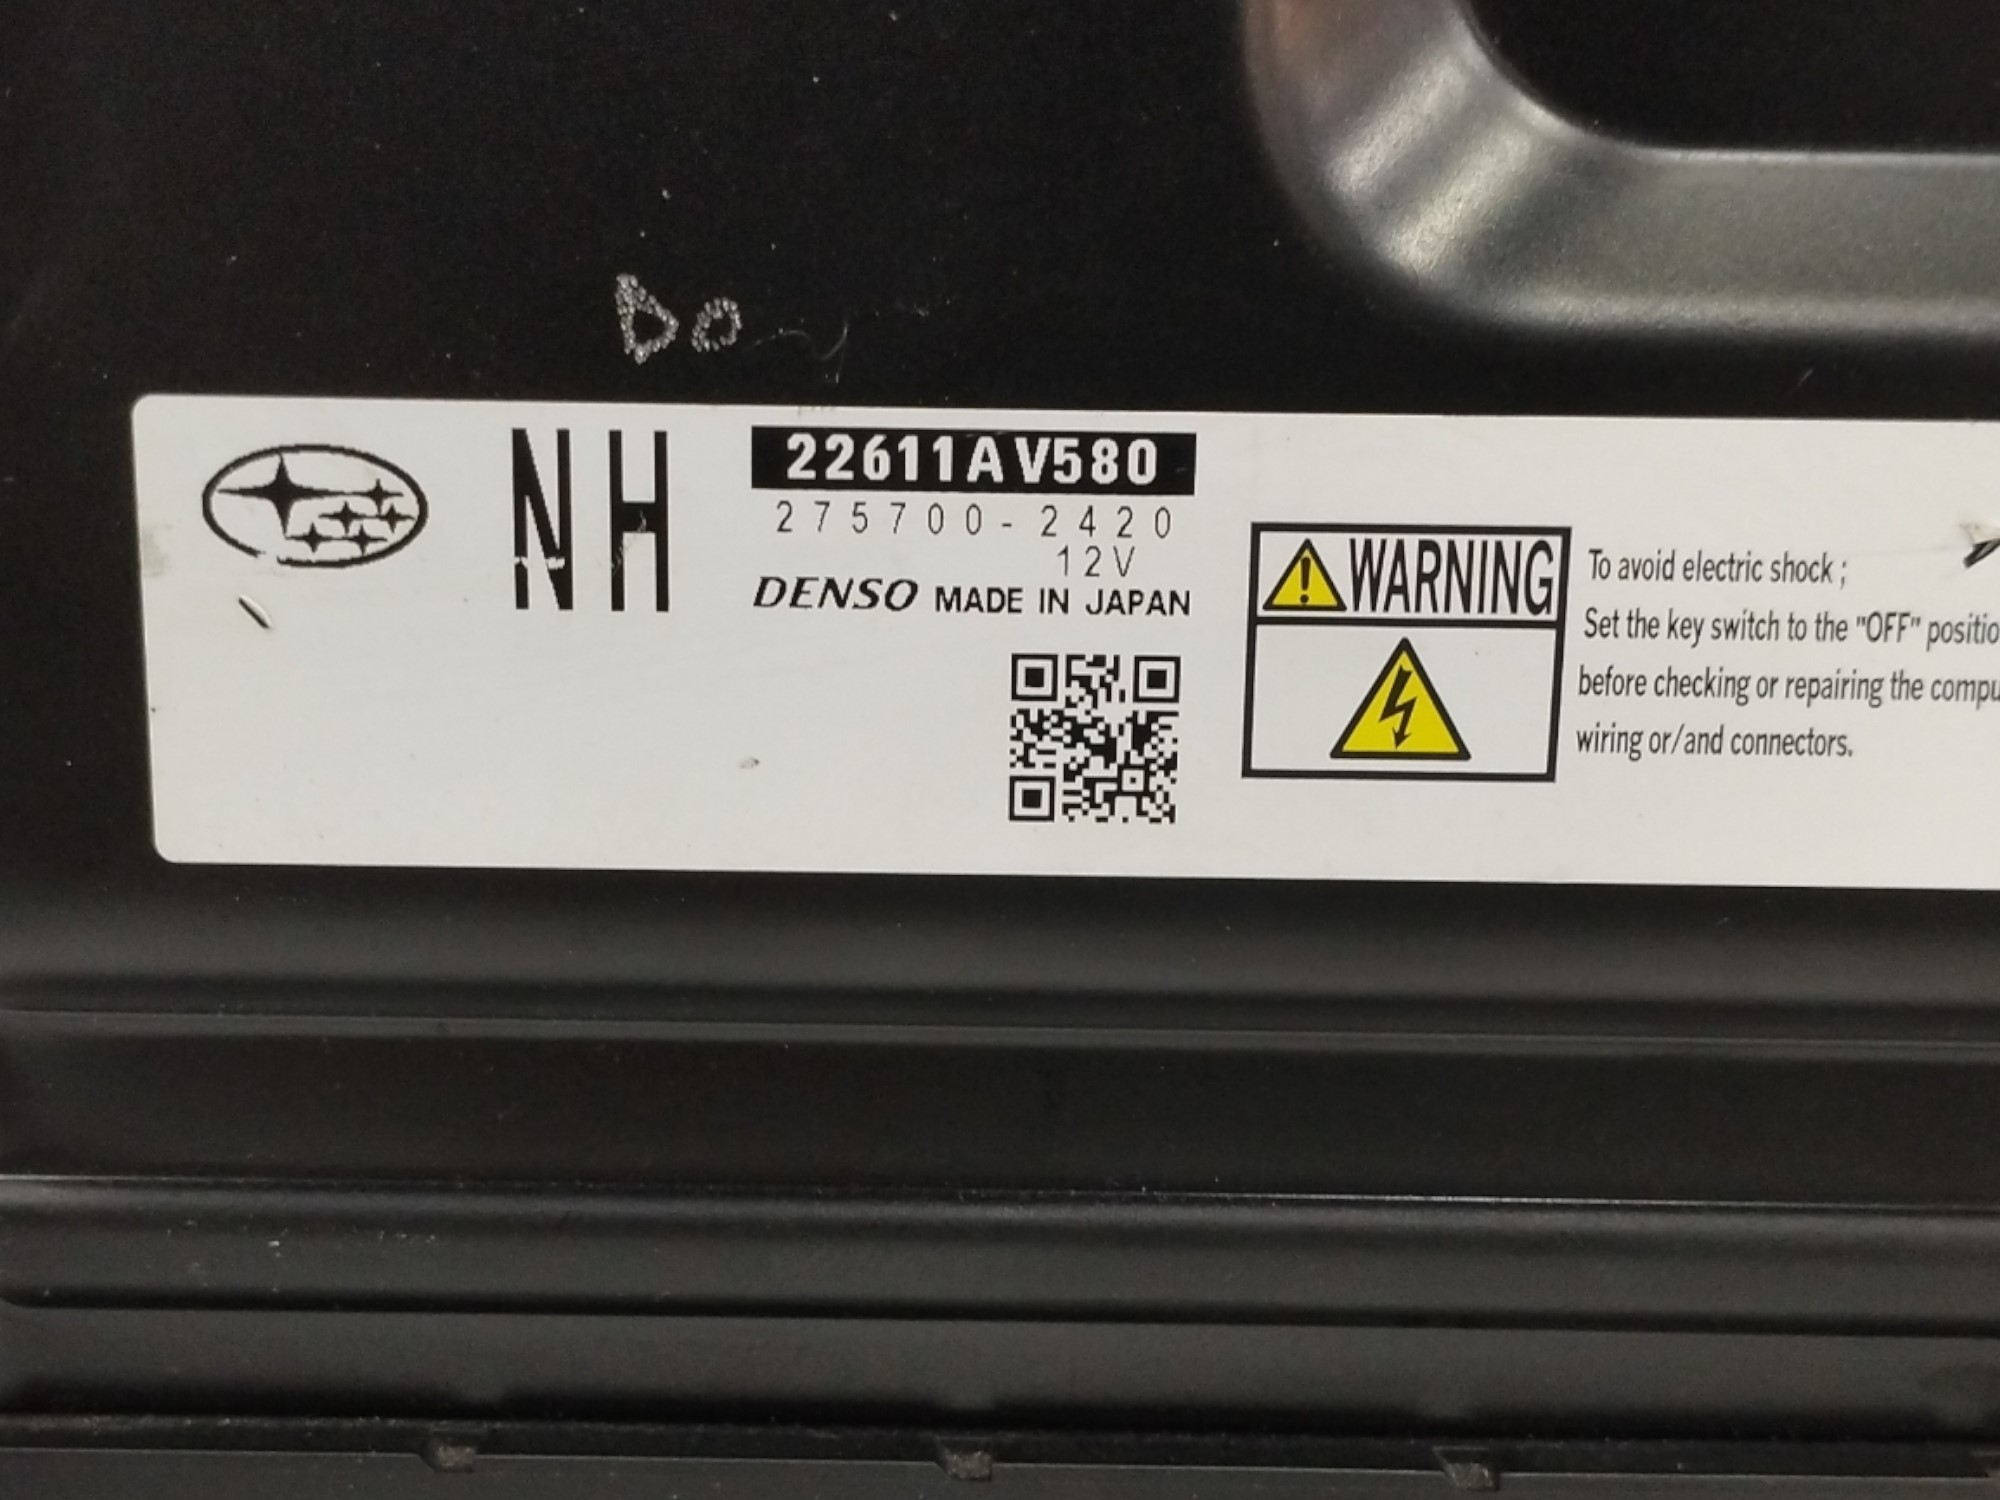 Do
NH
22611AV580
275700-2420
12V
DENSO MADE IN JAPAN
WARNING
To avoid electric shock ;
Set the key switch to the "OFF" positio
before checking or repairing the compu
wiring or/and connectors.